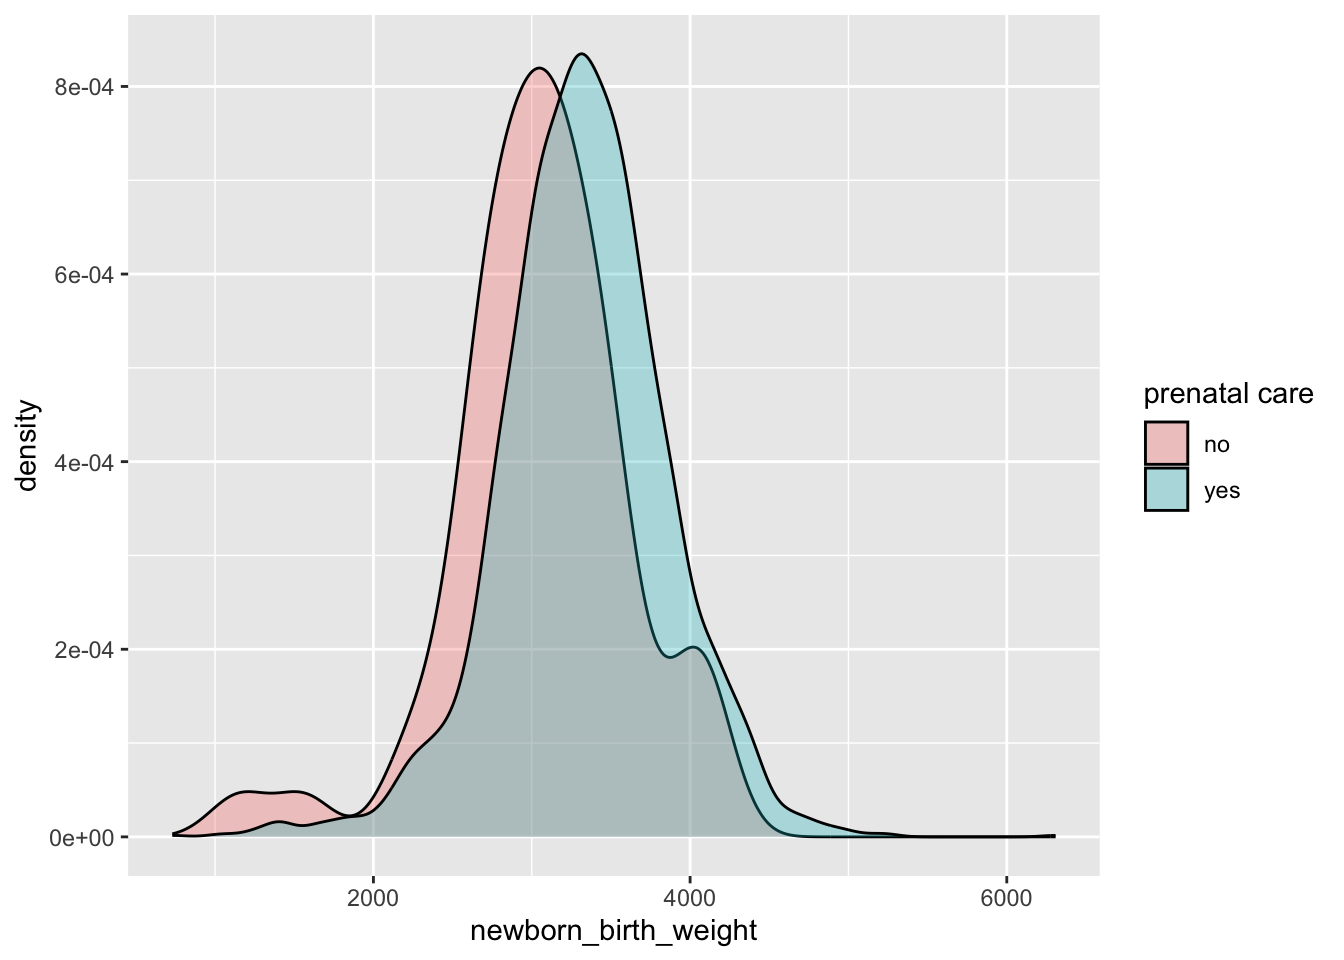 8e-04
6e-04
4e-04
2e-04
0e+00
density
2000 4000 6000
newborn_birth_weight
prenatal care
no
yes